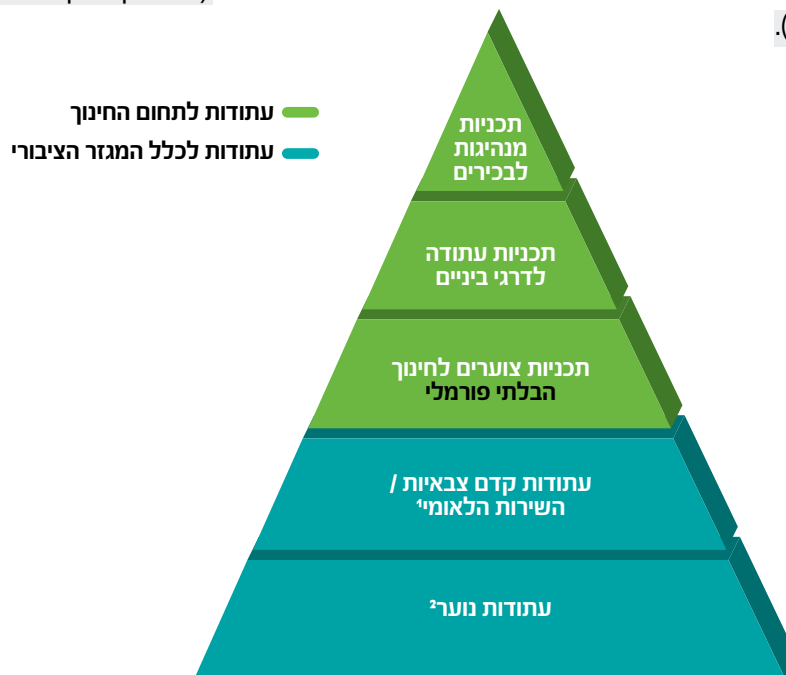 .(
עתודות לתחום החינוך
עתודות לכלל המגזר הציבורי
תכניות
מנהיגות
לבכירים
תכניות עתודה
לדרגי ביניים
תכניות צוערים לחינוך
הבלתי פורמלי
עתודות קדם צבאיות /
השירות הלאומי¹
עתודות נוער²